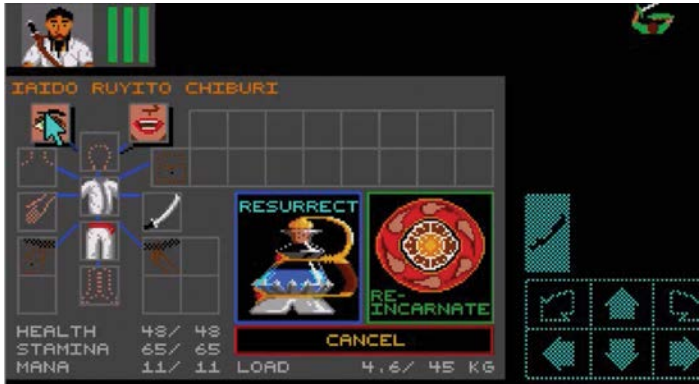 IAIDO RUYITO CHIBURI
RESURRECT
RE-
INCARNATE
CANCEL
HEALTH 48/ 48
STAMINA 65/ 65
MANA 11/ 11 LOAD 4.6/ 45 KG